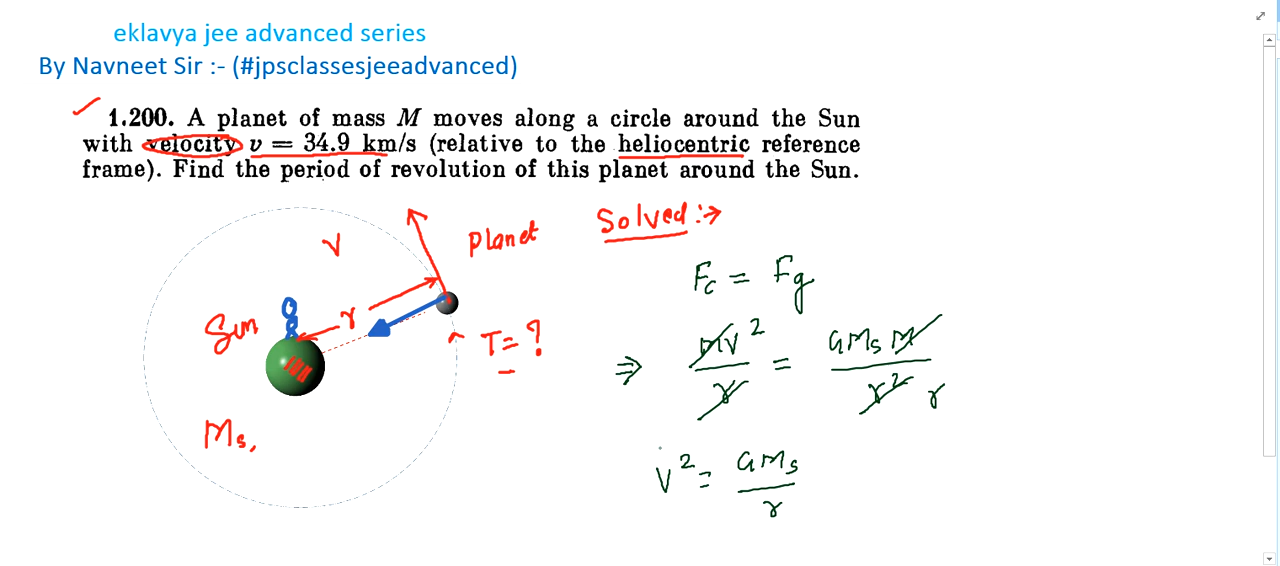 eklavya jee advanced series
By Navneet Sir :- (#jpsclassesjeeadvanced)
1.200. A planet of mass M moves along a circle around the Sun
with velocity v = 34.9 km/s (relative to the heliocentric reference
frame). Find the period of revolution of this planet around the Sun.
Solved :→
V
Planet
Fc = Fg
Sun
r
T = ?
⇒ MV²/r = GMsM/r² r
Ms,
V² = GMs/r